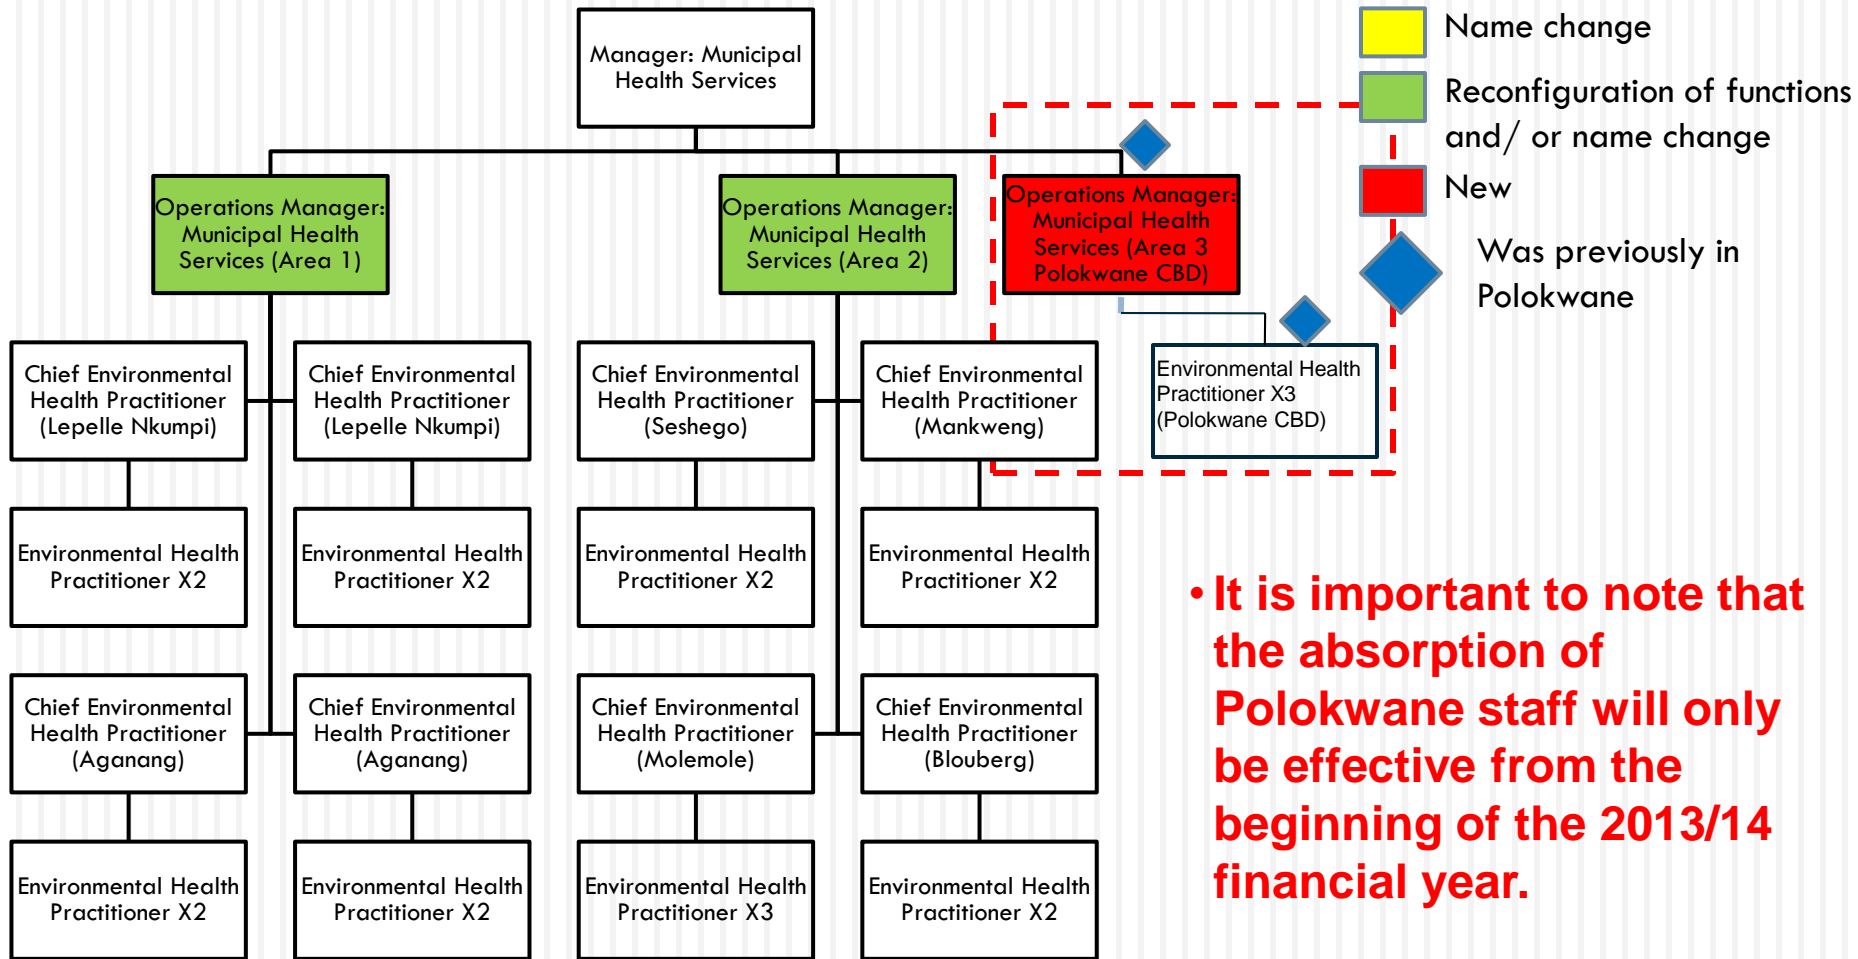 Manager: Municipal
Health Services
Name change
Reconfiguration of functions
and/ or name change
New
Was previously in
Polokwane
Operations Manager:
Municipal Health
Services (Area 1)
Operations Manager:
Municipal Health
Services (Area 2)
Operations Manager:
Municipal Health
Services (Area 3
Polokwane CBD)
Environmental Health
Practitioner X3
(Polokwane CBD)
Chief Environmental
Health Practitioner
(Lepelle Nkumpi)
Chief Environmental
Health Practitioner
(Lepelle Nkumpi)
Chief Environmental
Health Practitioner
(Seshego)
Chief Environmental
Health Practitioner
(Mankweng)
Environmental Health
Practitioner X2
Environmental Health
Practitioner X2
Environmental Health
Practitioner X2
Environmental Health
Practitioner X2
Chief Environmental
Health Practitioner
(Aganang)
Chief Environmental
Health Practitioner
(Aganang)
Chief Environmental
Health Practitioner
(Molemole)
Chief Environmental
Health Practitioner
(Blouberg)
Environmental Health
Practitioner X2
Environmental Health
Practitioner X2
Environmental Health
Practitioner X3
Environmental Health
Practitioner X2
• It is important to note that
the absorption of
Polokwane staff will only
be effective from the
beginning of the 2013/14
financial year.